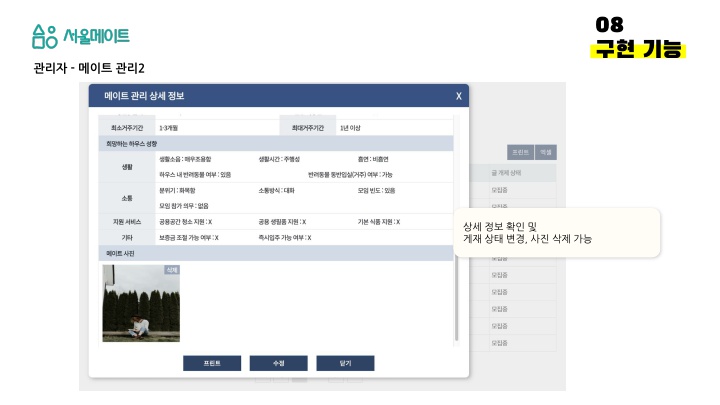 서울메이트
08
구현 기능
관리자 - 메이트 관리2
메이트 관리 상세 정보 X
최소거주기간 1-3개월 최대거주기간 1년 이상
희망하는 하우스 성향
생활 생활소음 : 매우조용함 생활시간 : 주행성 흡연 : 비흡연
하우스 내 반려동물 여부 : 있음 반려동물 동반입실(거주) 여부 : 가능
소통 분위기 : 화목함 소통방식 : 대화 모임 빈도 : 있음
모임 참가 의무 : 없음
지원 서비스 공용공간 청소 지원 : X 공용 생필품 지원 : X 기본 식품 지원 : X
기타 보증금 조절 가능 여부 : X 즉시입주 가능 여부 : X
메이트 사진
삭제
프린트 수정 닫기
프린트 엑셀
글 게재 상태
모집중
모집중
상세 정보 확인 및
게재 상태 변경, 사진 삭제 가능
모집중
모집중
모집중
모집중
모집중
모집중